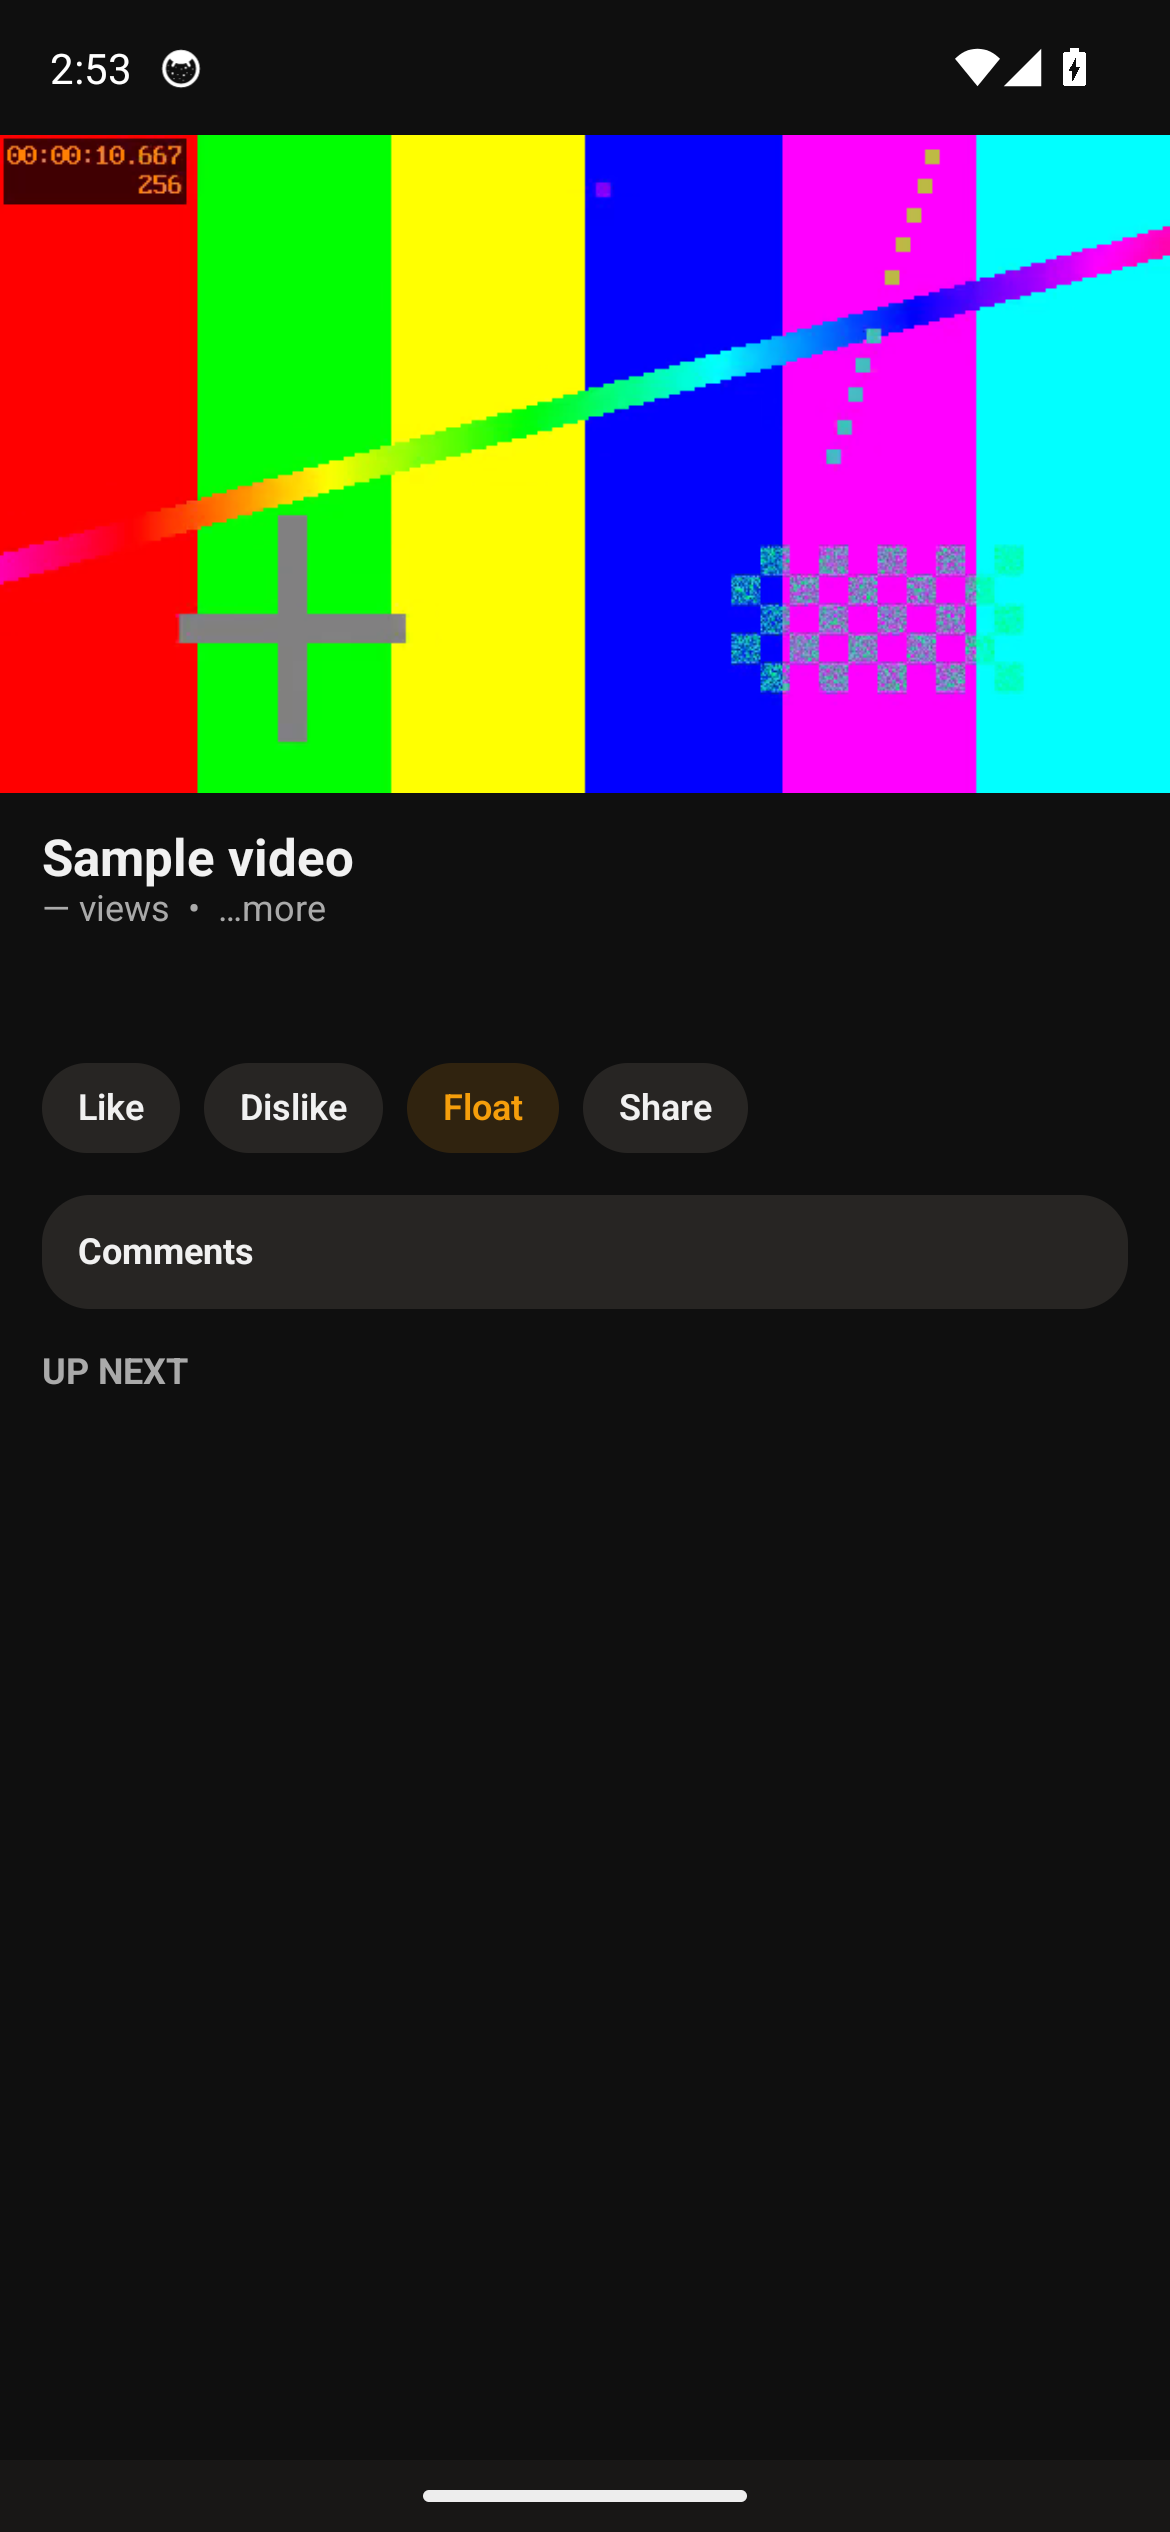 2:53
00:00:10.667
256
Sample video
— views • …more
Like Dislike Float Share
Comments
UP NEXT